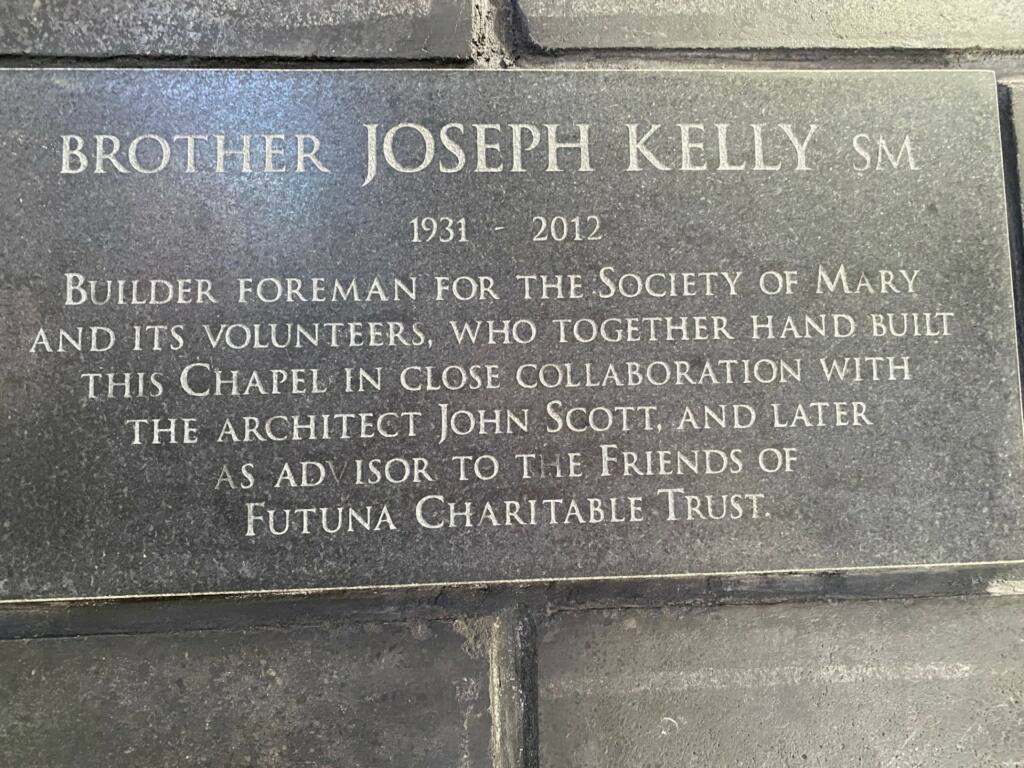 BROTHER JOSEPH KELLY SM
1931 - 2012
BUILDER FOREMAN FOR THE SOCIETY OF MARY
AND ITS VOLUNTEERS, WHO TOGETHER HAND BUILT
THIS CHAPEL IN CLOSE COLLABORATION WITH
THE ARCHITECT JOHN SCOTT, AND LATER
AS ADVISOR TO THE FRIENDS OF
FUTUNA CHARITABLE TRUST.